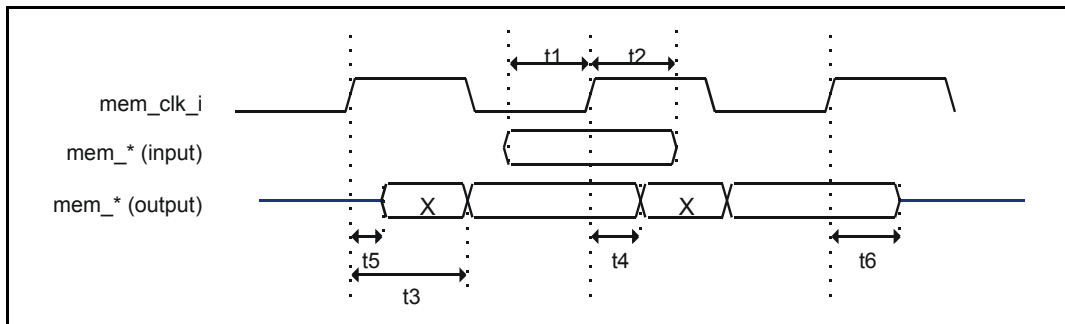 t1 t2
mem_clk_i
mem_* (input)
mem_* (output) X X
t5 t4 t6
t3